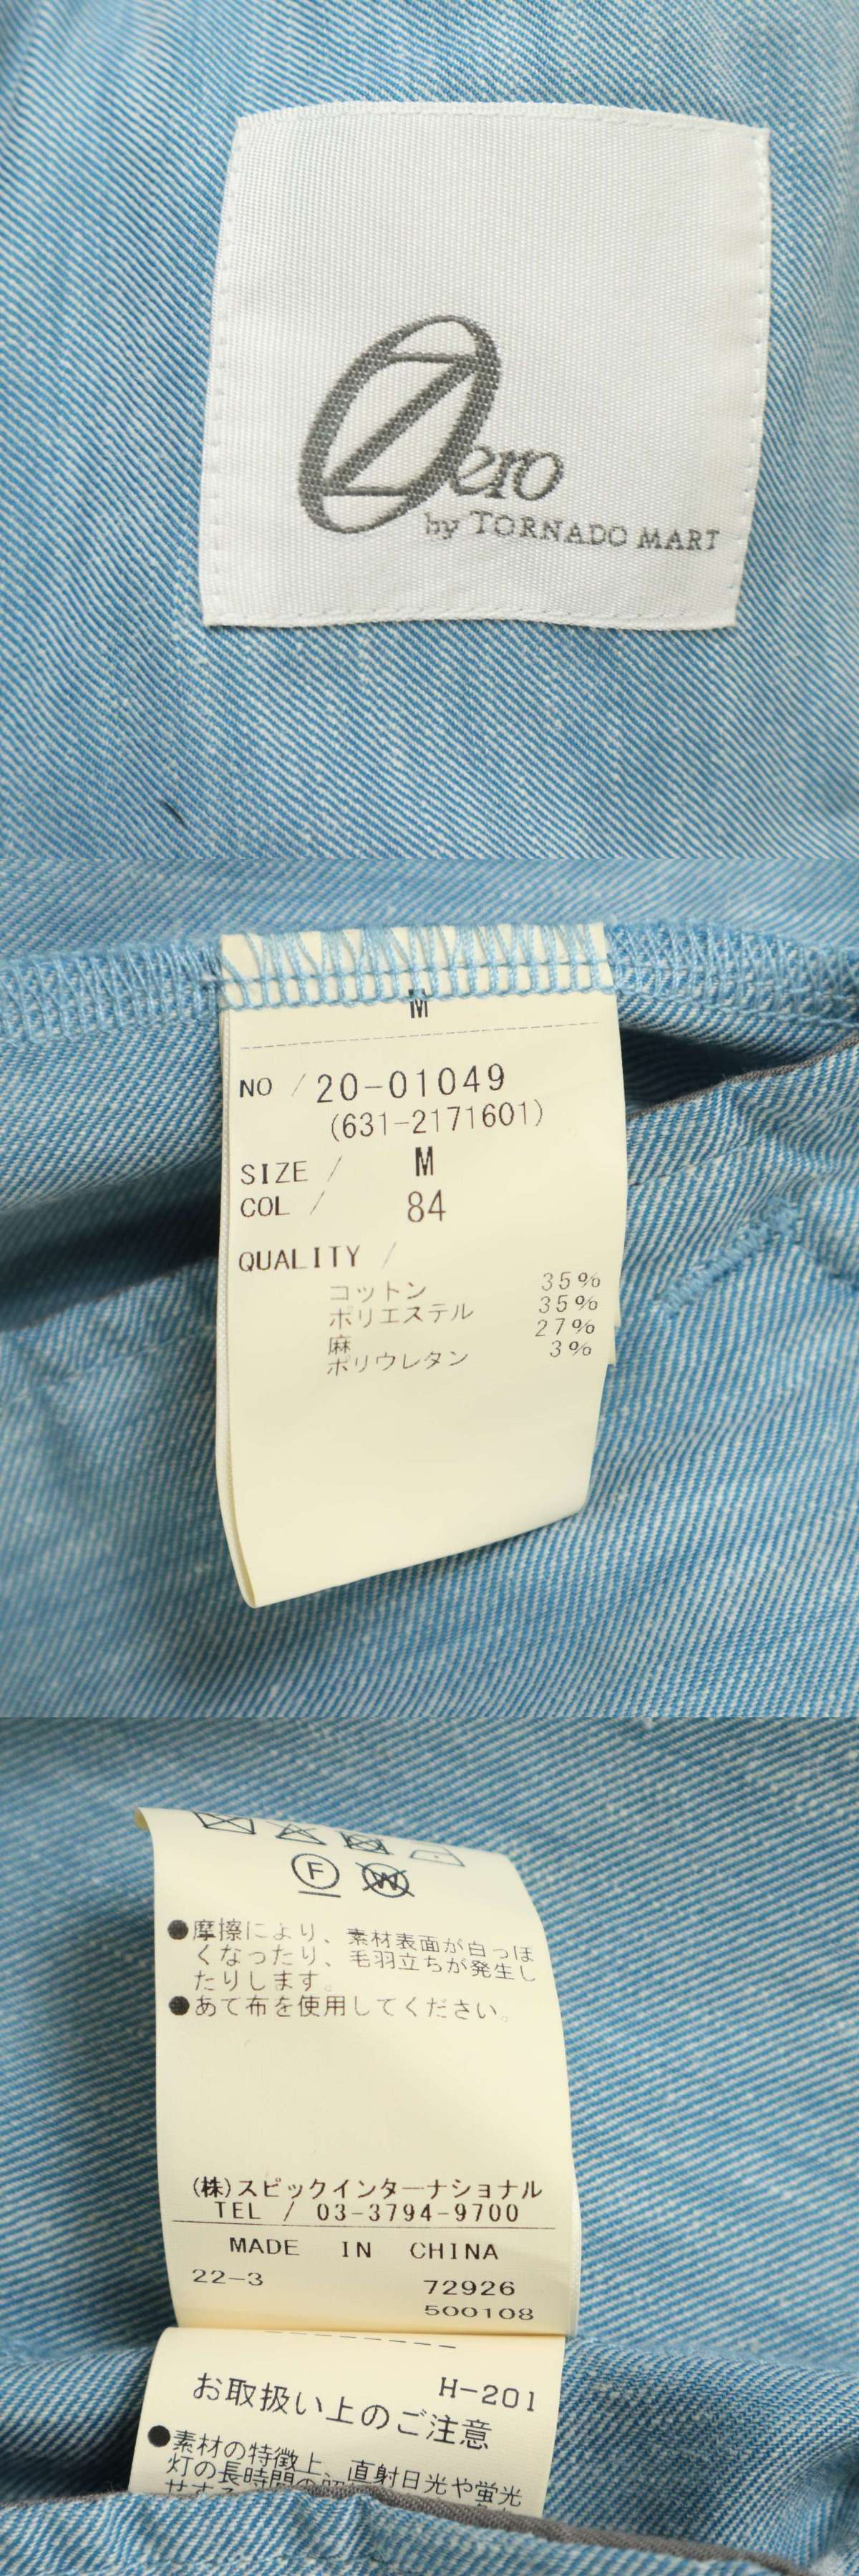 Zero
by TORNADO MART
M
NO / 20-01049
(631-2171601)
SIZE / M
COL / 84
QUALITY /
コットン 35%
ポリエステル 35%
麻 27%
ポリウレタン 3%
F
W
●摩擦により、素材表面が白っぽ
くなったり、毛羽立ちが発生し
たりします。
●あて布を使用してください。
(株)スピックインターナショナル
TEL / 03-3794-9700
MADE IN CHINA
22-3 72926
500108
H-201
お取扱い上のご注意
●素材の特徴上、直射日光や蛍光
灯の長時間の